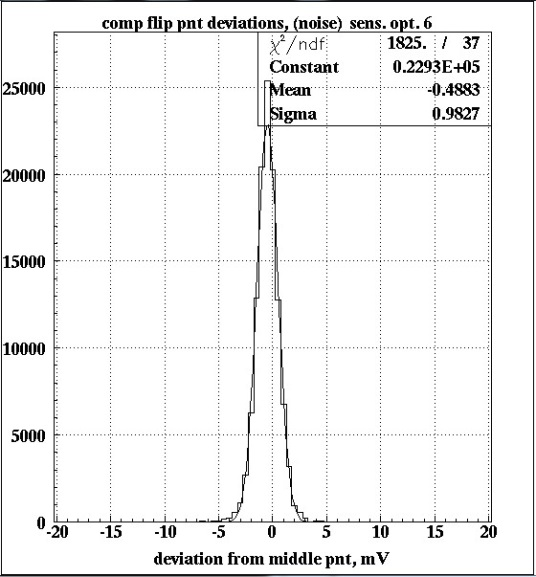 comp flip pnt deviations, (noise) sens. opt. 6
χ²/ndf 1825. / 37
Constant 0.2293E+05
Mean -0.4883
Sigma 0.9827
25000
20000
15000
10000
5000
0
-20 -15 -10 -5 0 5 10 15 20
deviation from middle pnt, mV